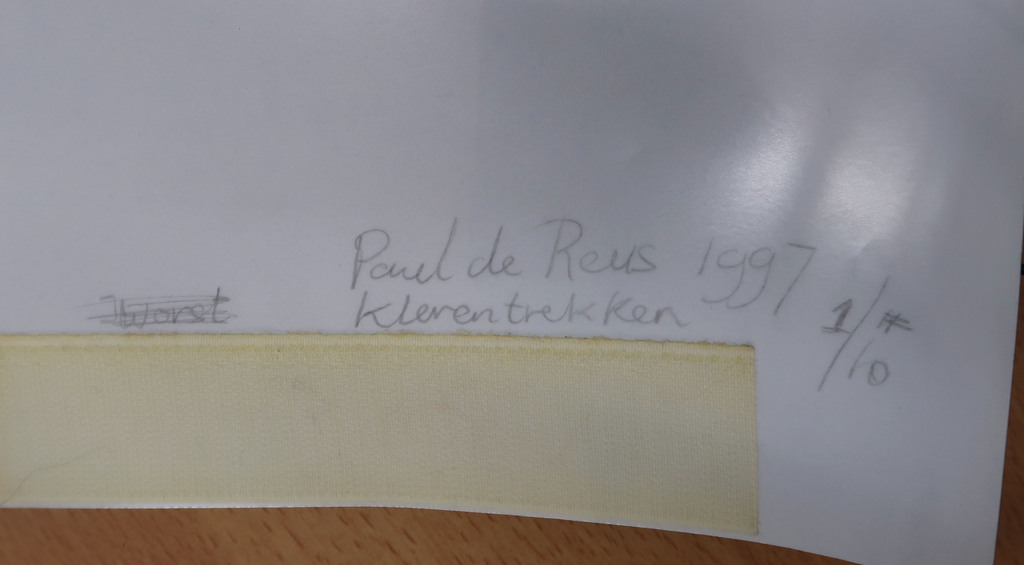 Paul de Reus 1997
klerentrekken
Worst
1/10